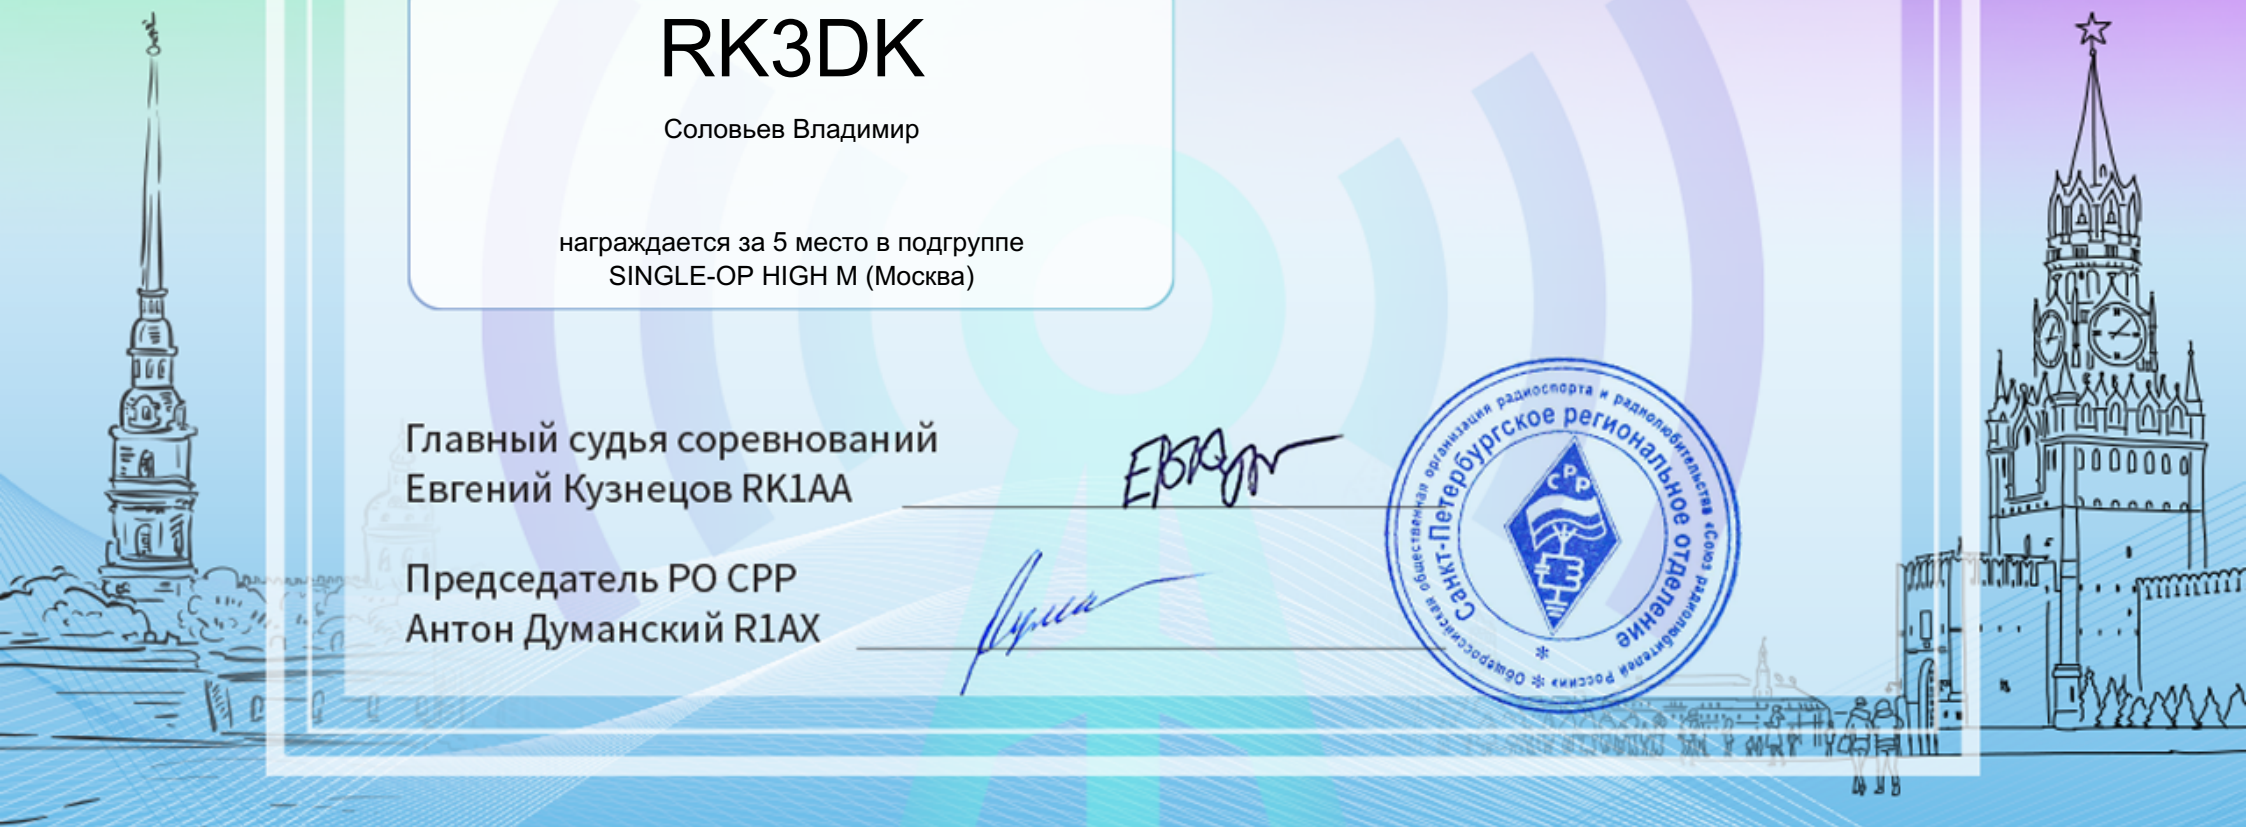 RK3DK
Соловьев Владимир
награждается за 5 место в подгруппе
SINGLE-OP HIGH M (Москва)
Главный судья соревнований
Евгений Кузнецов RK1AA
Председатель РО СРР
Антон Думанский R1AX
Общероссийская общественная организация радиоспорта и радиолюбительства «Союз радиолюбителей России»
Санкт-Петербургское региональное отделение
СРР